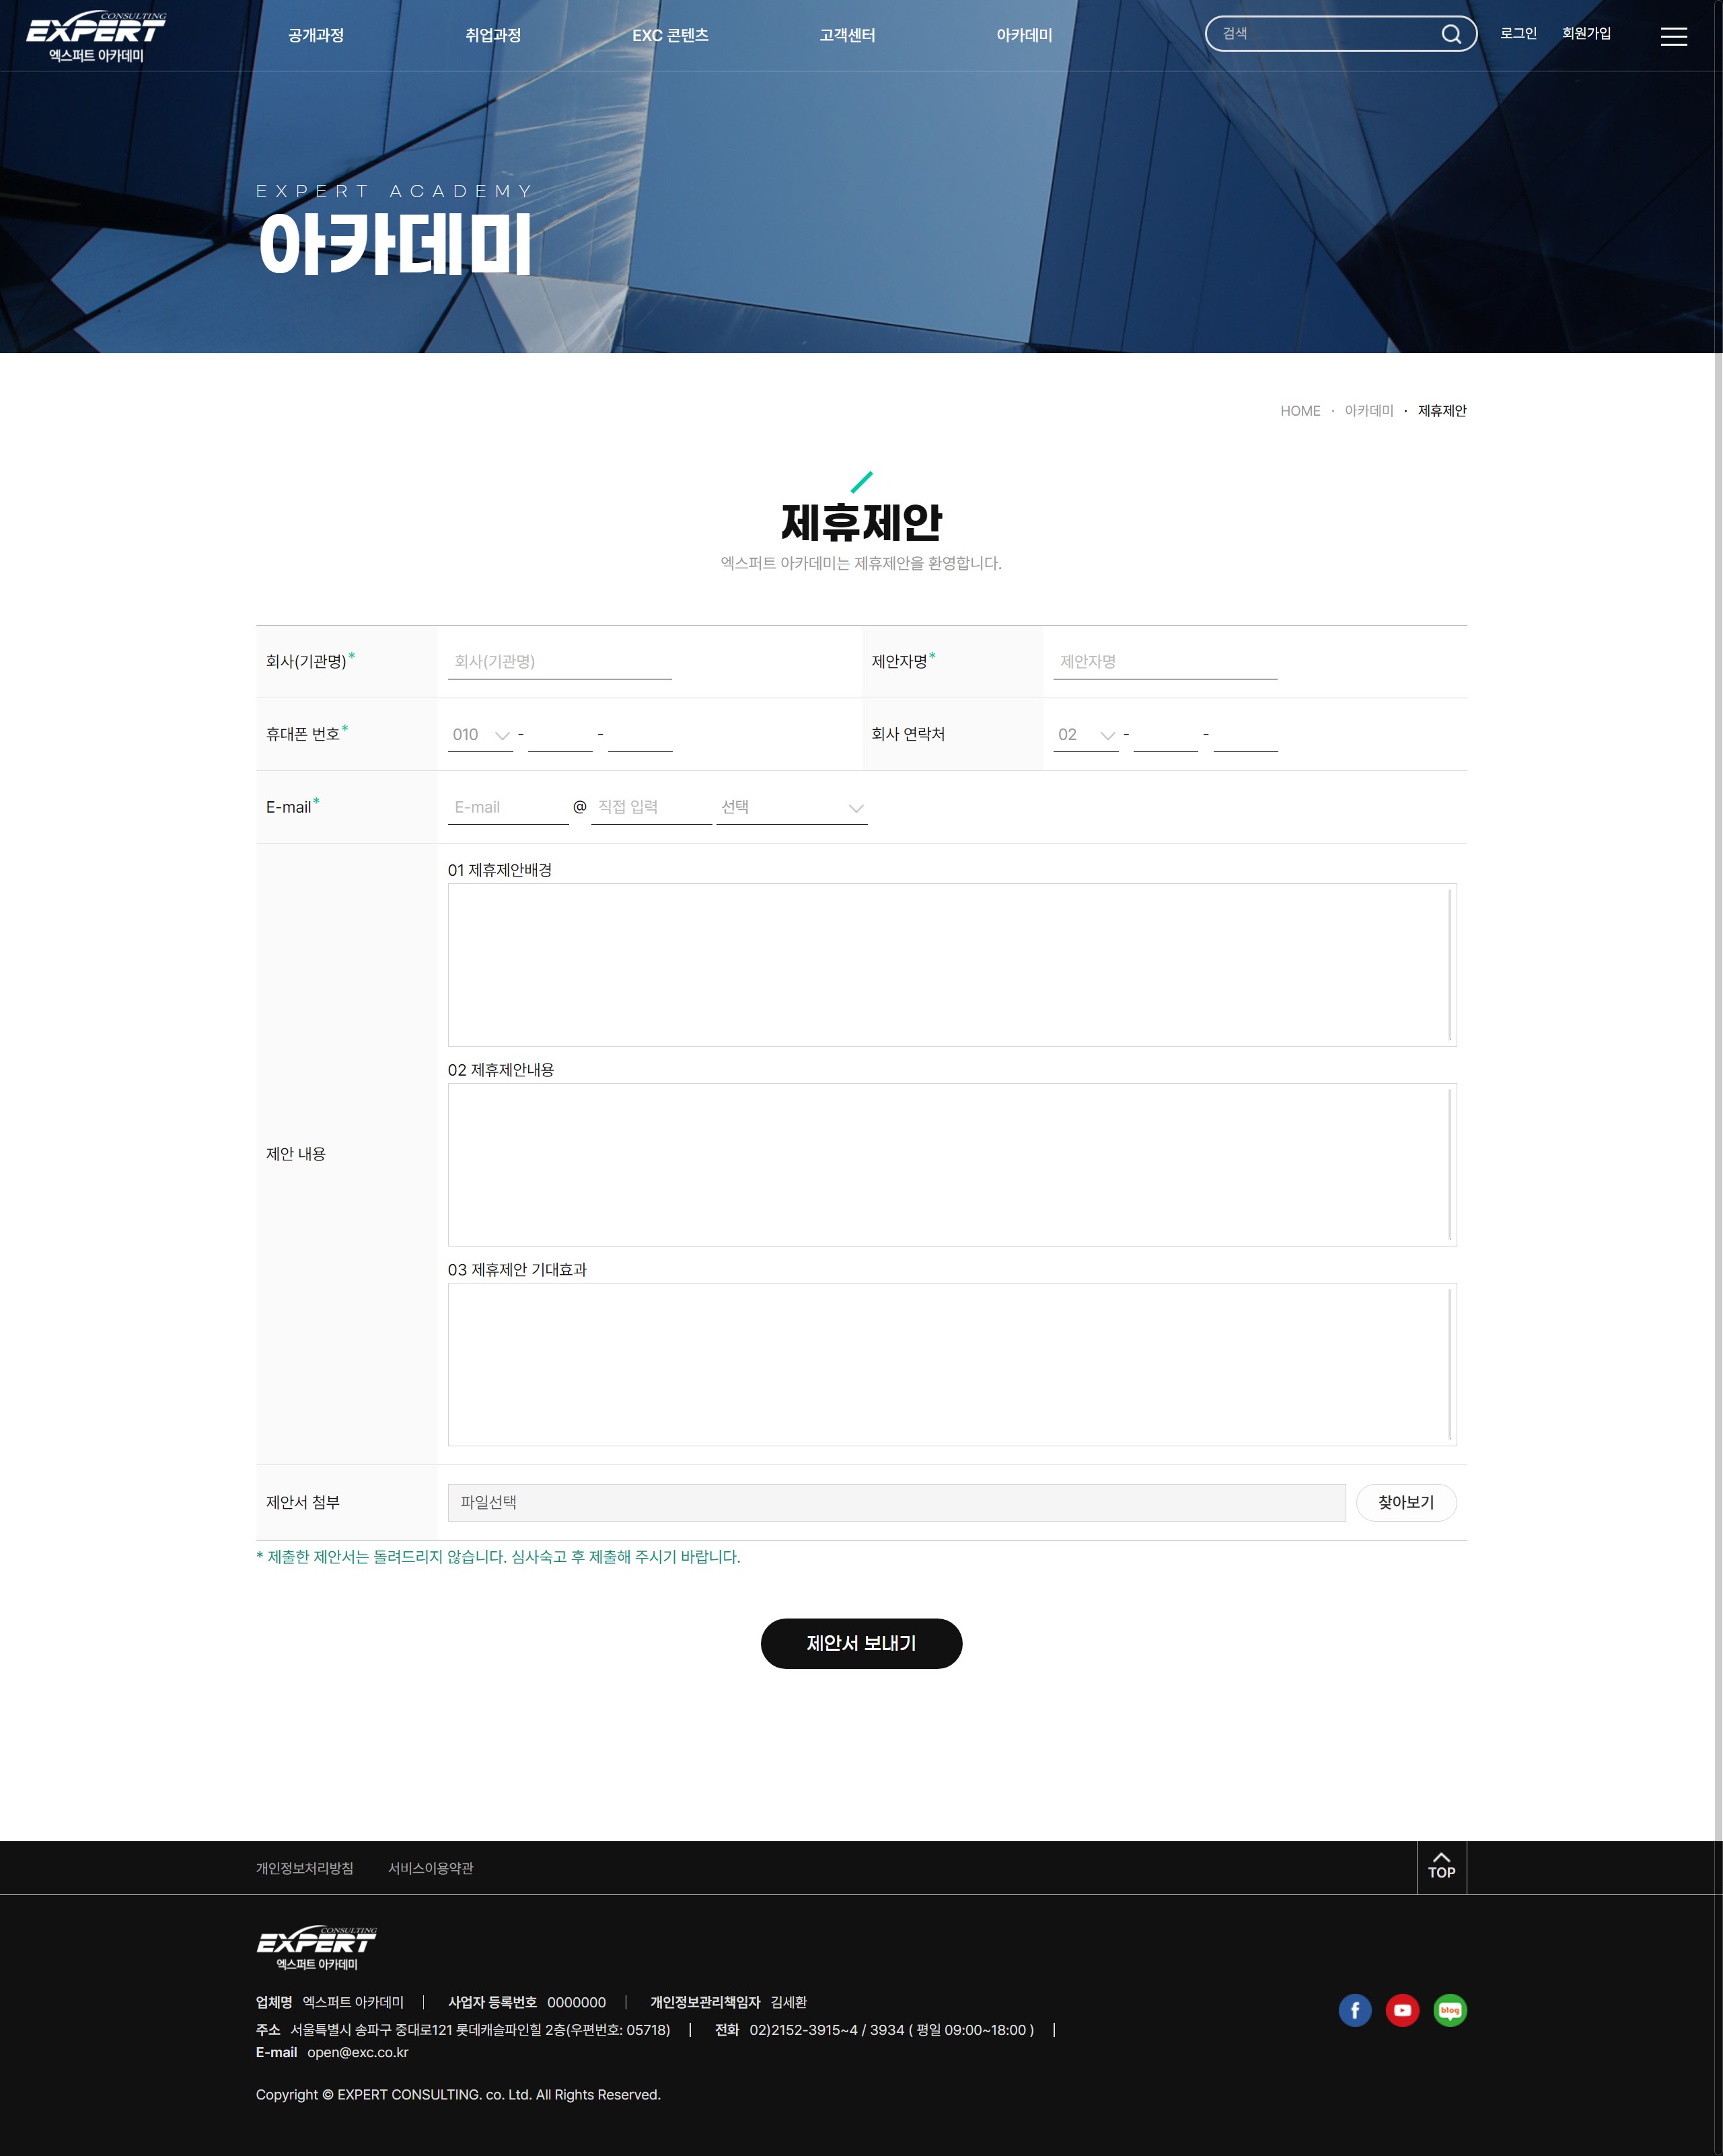 CONSULTING
EXPERT
엑스퍼트 아카데미
공개과정 취업과정 EXC 콘텐츠 고객센터 아카데미
검색
로그인 회원가입
EXPERT ACADEMY
아카데미
HOME · 아카데미 · 제휴제안
제휴제안
엑스퍼트 아카데미는 제휴제안을 환영합니다.
회사(기관명)* 회사(기관명) 제안자명* 제안자명
휴대폰 번호* 010 - - 회사 연락처 02 - -
E-mail* E-mail @ 직접 입력 선택
01 제휴제안배경
02 제휴제안내용
제안 내용
03 제휴제안 기대효과
제안서 첨부 파일선택 찾아보기
* 제출한 제안서는 돌려드리지 않습니다. 심사숙고 후 제출해 주시기 바랍니다.
제안서 보내기
개인정보처리방침 서비스이용약관
TOP
CONSULTING
EXPERT
엑스퍼트 아카데미
업체명 엑스퍼트 아카데미 | 사업자 등록번호 0000000 | 개인정보관리책임자 김세환
주소 서울특별시 송파구 중대로121 롯데캐슬파인힐 2층(우편번호: 05718) | 전화 02)2152-3915~4 / 3934 ( 평일 09:00~18:00 ) |
E-mail open@exc.co.kr
f
blog
Copyright © EXPERT CONSULTING. co. Ltd. All Rights Reserved.